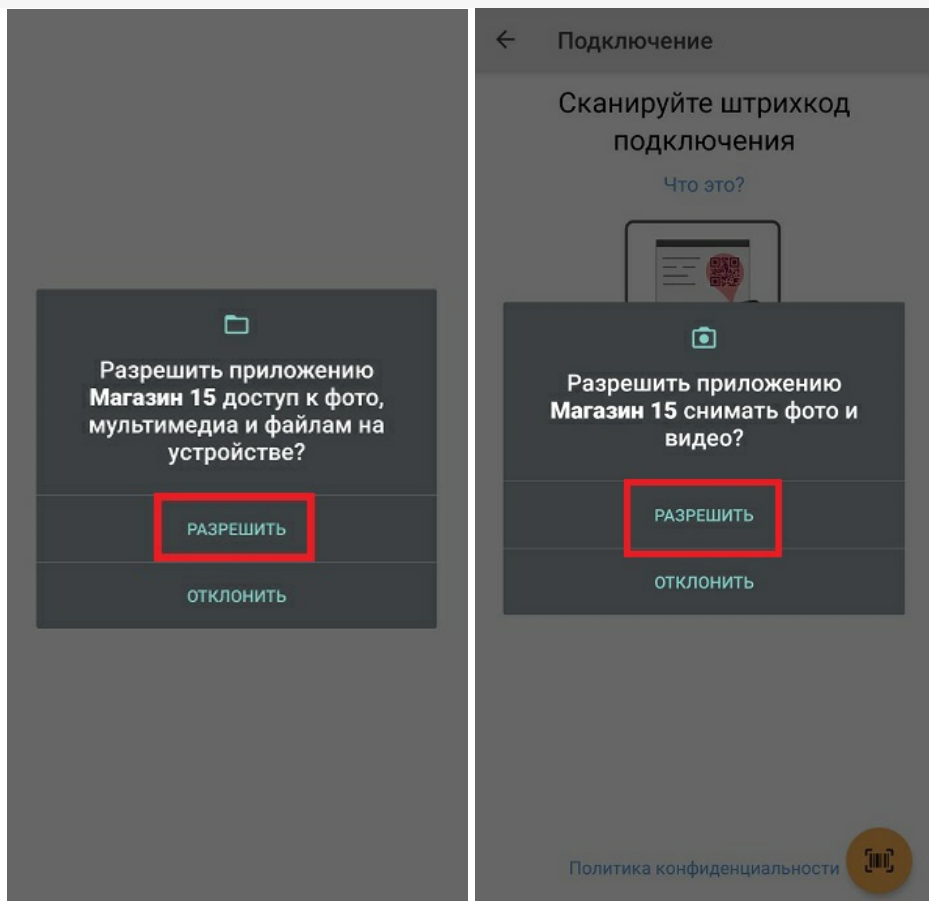 Разрешить приложению
Магазин 15 доступ к фото,
мультимедиа и файлам на
устройстве?
РАЗРЕШИТЬ
ОТКЛОНИТЬ
Подключение
Сканируйте штрихкод
подключения
Что это?
Разрешить приложению
Магазин 15 снимать фото и
видео?
РАЗРЕШИТЬ
ОТКЛОНИТЬ
Политика конфиденциальности